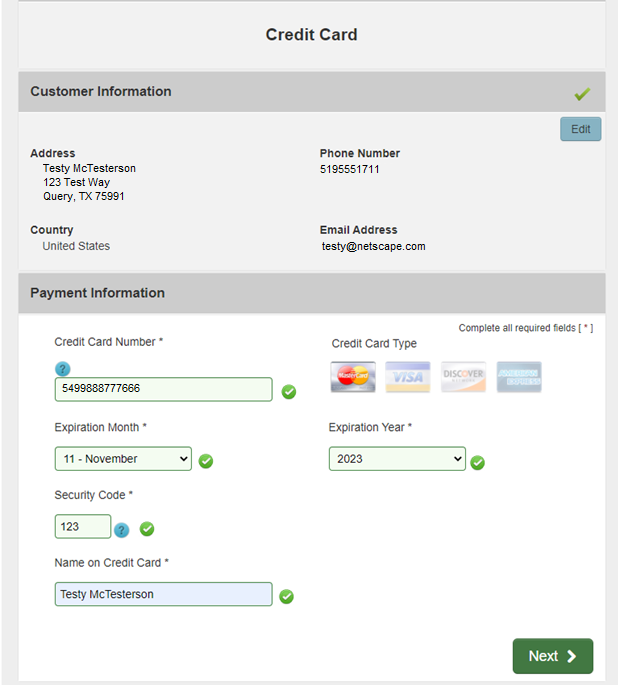 Credit Card
Customer Information
Edit
Address
Testy McTesterson
123 Test Way
Query, TX 75991
Phone Number
5195551711
Country
United States
Email Address
testy@netscape.com
Payment Information
Complete all required fields [ * ]
Credit Card Number *
?
5499888777666
Credit Card Type
MasterCard
VISA
DISCOVER
AMERICAN
EXPRESS
Expiration Month *
11 - November
Expiration Year *
2023
Security Code *
123
?
Name on Credit Card *
Testy McTesterson
Next